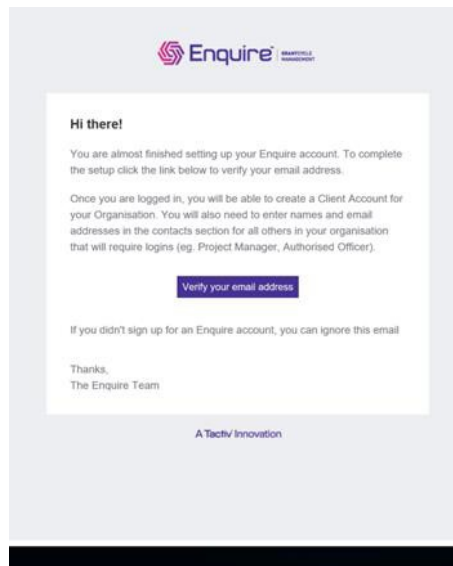 Enquire
GRANT CYCLE
MANAGEMENT
Hi there!
You are almost finished setting up your Enquire account. To complete
the setup click the link below to verify your email address.
Once you are logged in, you will be able to create a Client Account for
your Organisation. You will also need to enter names and email
addresses in the contacts section for all others in your organisation
that will require logins (eg. Project Manager, Authorised Officer).
Verify your email address
If you didn't sign up for an Enquire account, you can ignore this email
Thanks,
The Enquire Team
A Tactiv Innovation